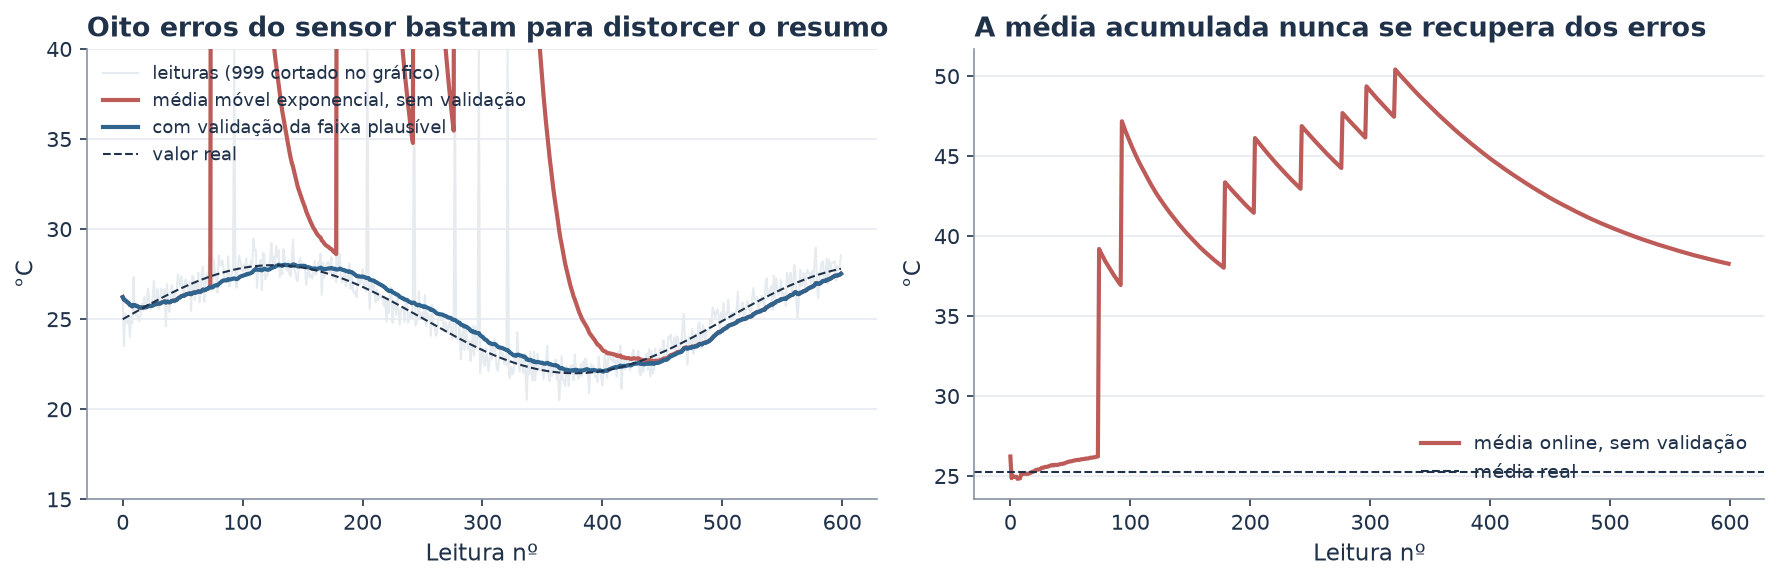 Oito erros do sensor bastam para distorcer o resumo
40
35
30
25
20
15
°C
leituras (999 cortado no gráfico)
média móvel exponencial, sem validação
com validação da faixa plausível
valor real
0 100 200 300 400 500 600
Leitura nº
A média acumulada nunca se recupera dos erros
50
45
40
35
30
25
°C
média online, sem validação
média real
0 100 200 300 400 500 600
Leitura nº